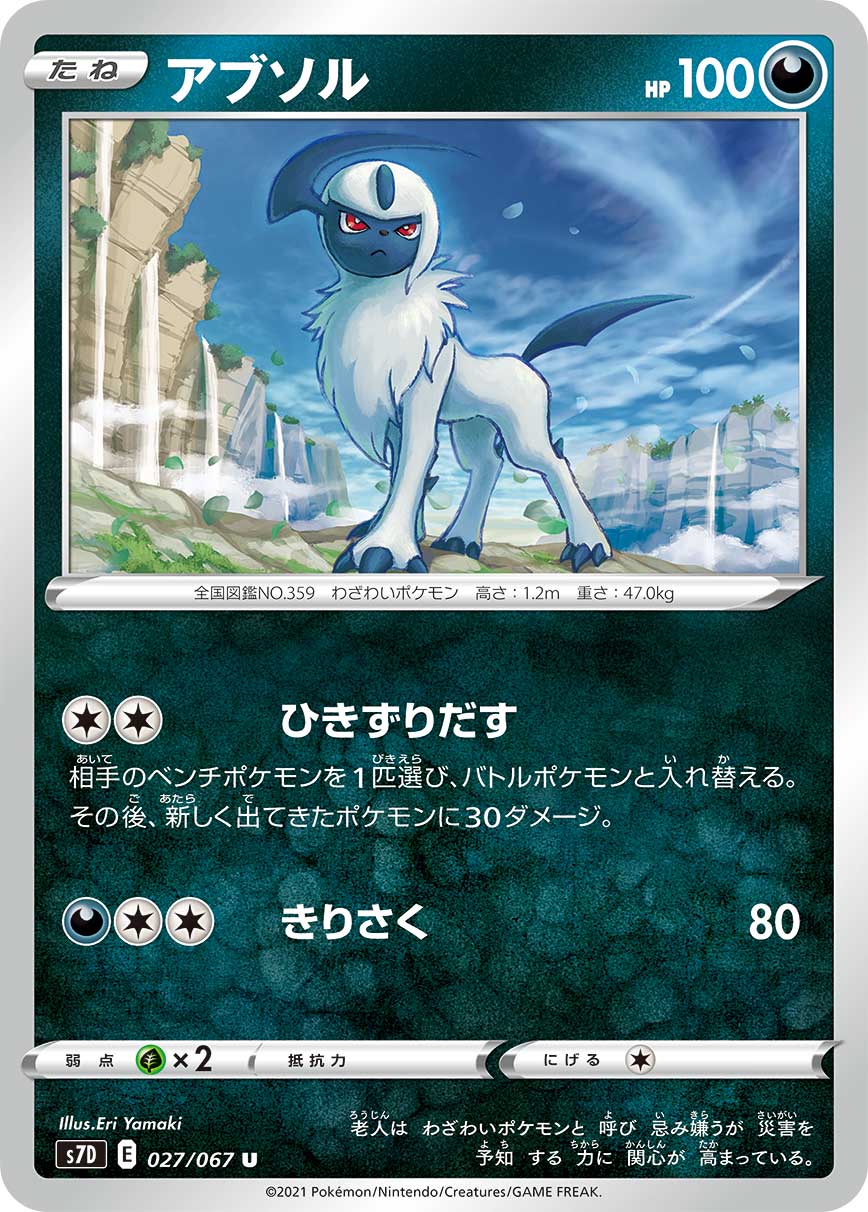 たね アブソル HP 100
全国図鑑NO.359 わざわいポケモン 高さ：1.2m 重さ：47.0kg
ひきずりだす
相手のベンチポケモンを1匹選び、バトルポケモンと入れ替える。
その後、新しく出てきたポケモンに30ダメージ。
きりさく 80
弱点 ×2 抵抗力 にげる
Illus.Eri Yamaki
老人は わざわいポケモンと 呼び 忌み嫌うが 災害を
予知 する 力に 関心が 高まっている。
s7D E 027/067 U
©2021 Pokémon/Nintendo/Creatures/GAME FREAK.